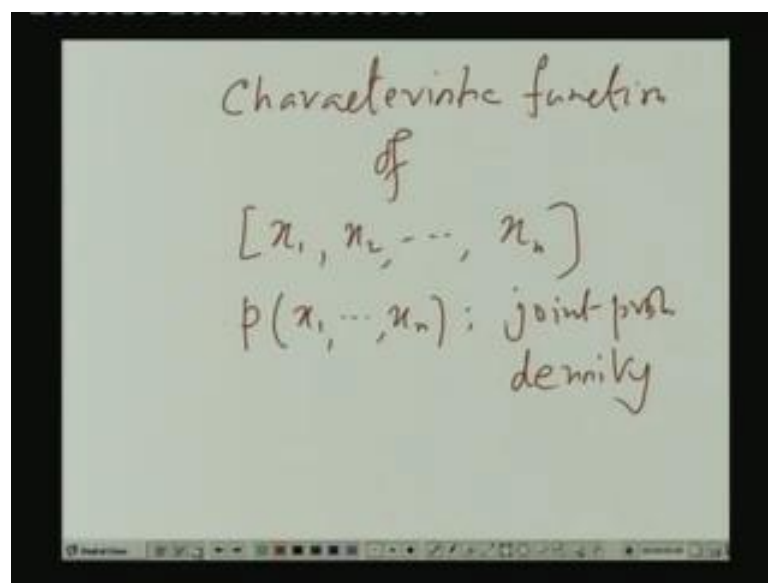 Characteristic function
of
[x₁, x₂, ---, xₙ]
p(x₁, ---, xₙ): joint prob
density